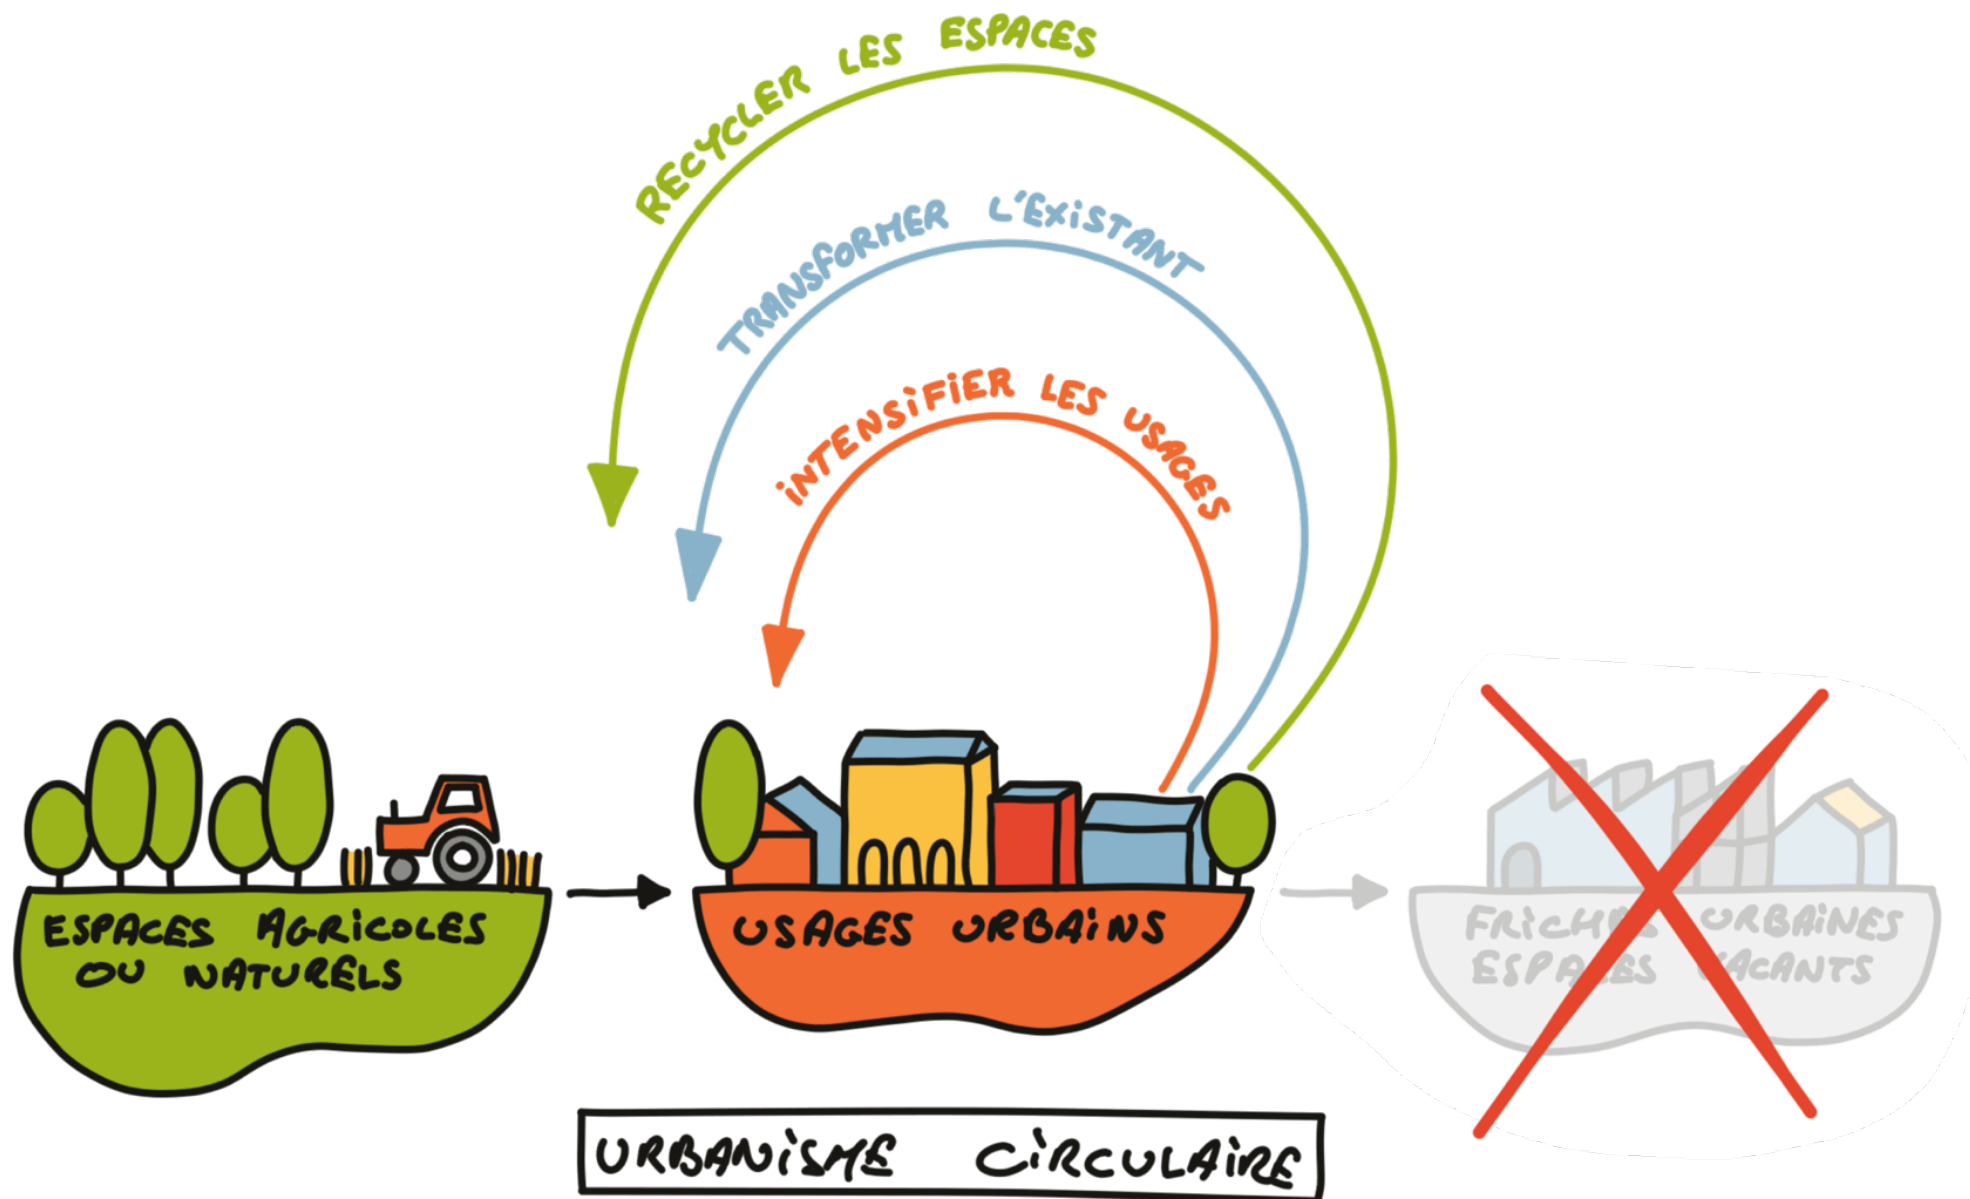 RECYCLER LES ESPACES
TRANSFORMER L'EXISTANT
INTENSIFIER LES USAGES
ESPACES AGRICOLES
OU NATURELS
USAGES URBAINS
FRICHES URBAINES
ESPACES VACANTS
URBANISME CIRCULAIRE